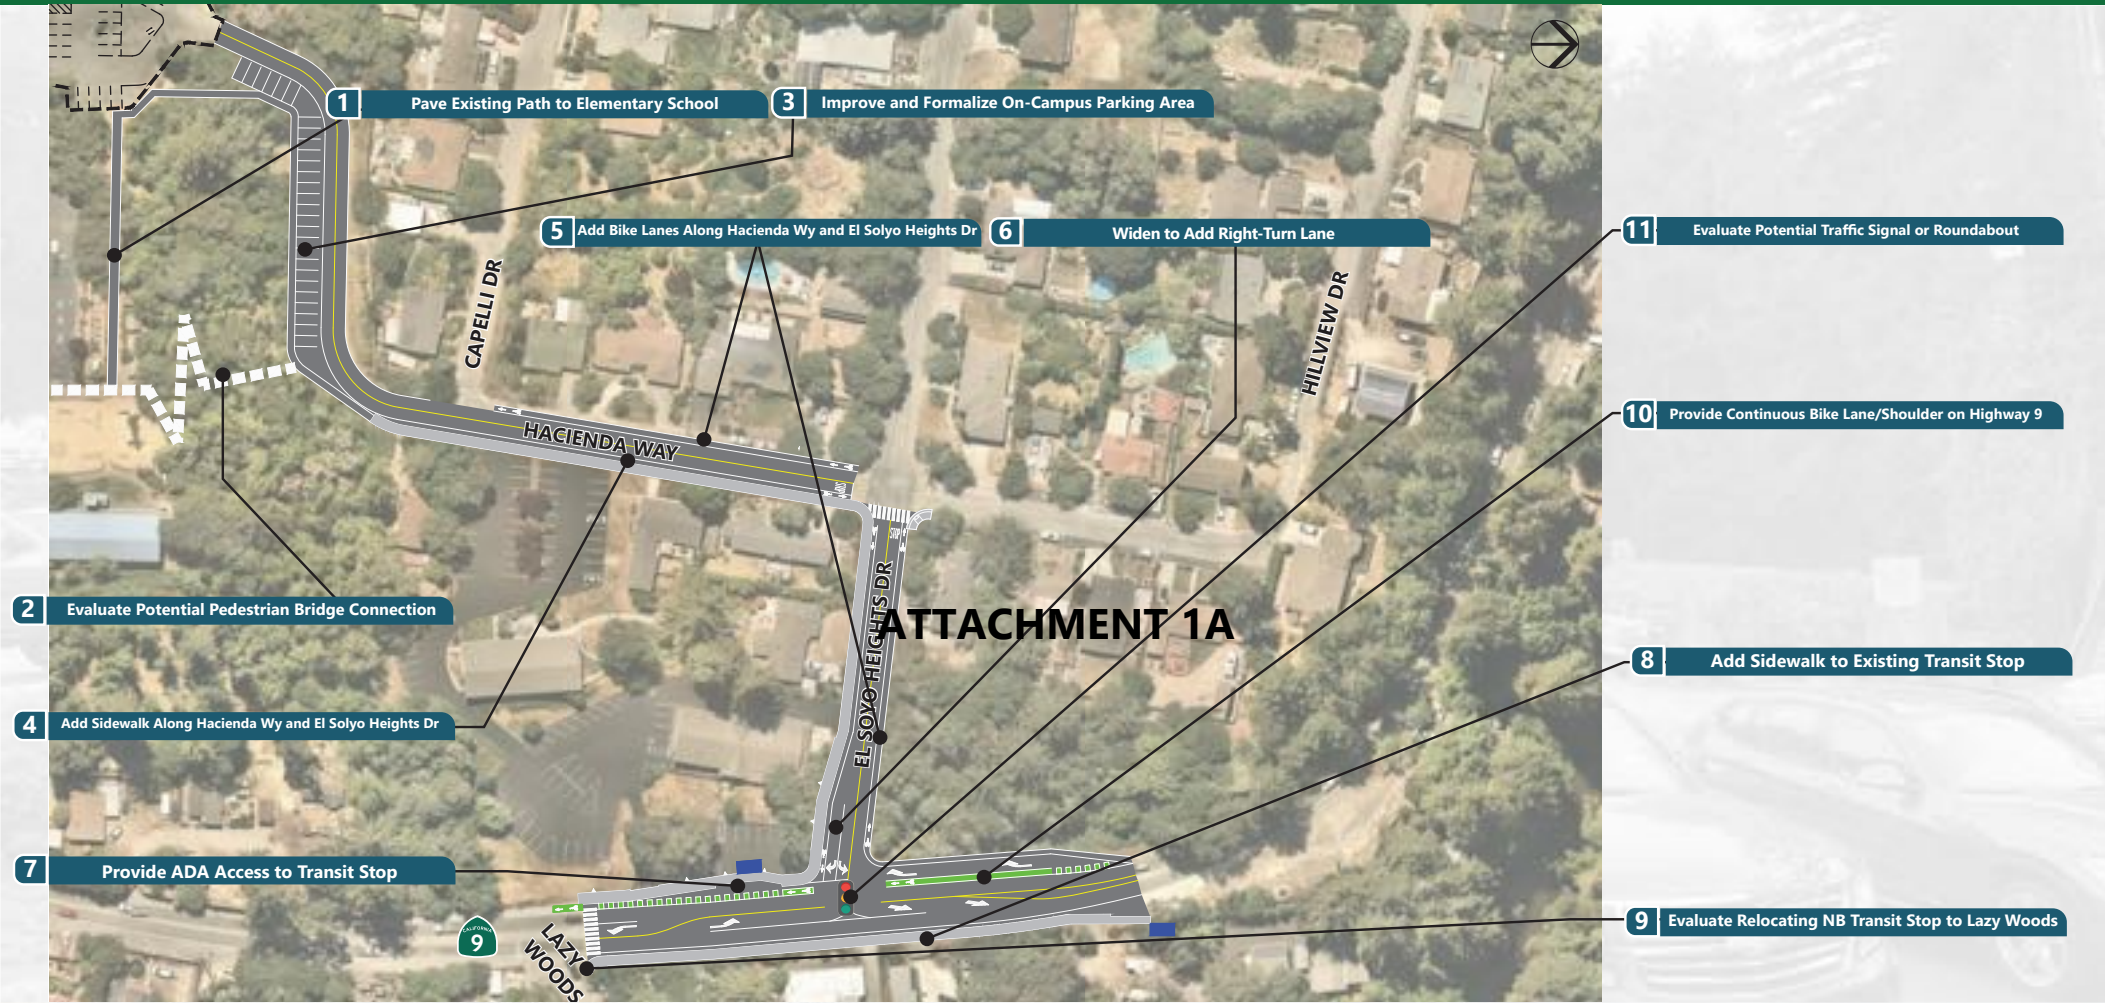 1 Pave Existing Path to Elementary School
3 Improve and Formalize On-Campus Parking Area
5 Add Bike Lanes Along Hacienda Wy and El Solyo Heights Dr
6 Widen to Add Right-Turn Lane
11 Evaluate Potential Traffic Signal or Roundabout
CAPELLI DR
HILLVIEW DR
10 Provide Continuous Bike Lane/Shoulder on Highway 9
HACIENDA WAY
STOP
STOP
2 Evaluate Potential Pedestrian Bridge Connection
EL SOYO HEIGHTS DR
ATTACHMENT 1A
8 Add Sidewalk to Existing Transit Stop
4 Add Sidewalk Along Hacienda Wy and El Solyo Heights Dr
7 Provide ADA Access to Transit Stop
CALIFORNIA
9
LAZY
WOODS
9 Evaluate Relocating NB Transit Stop to Lazy Woods